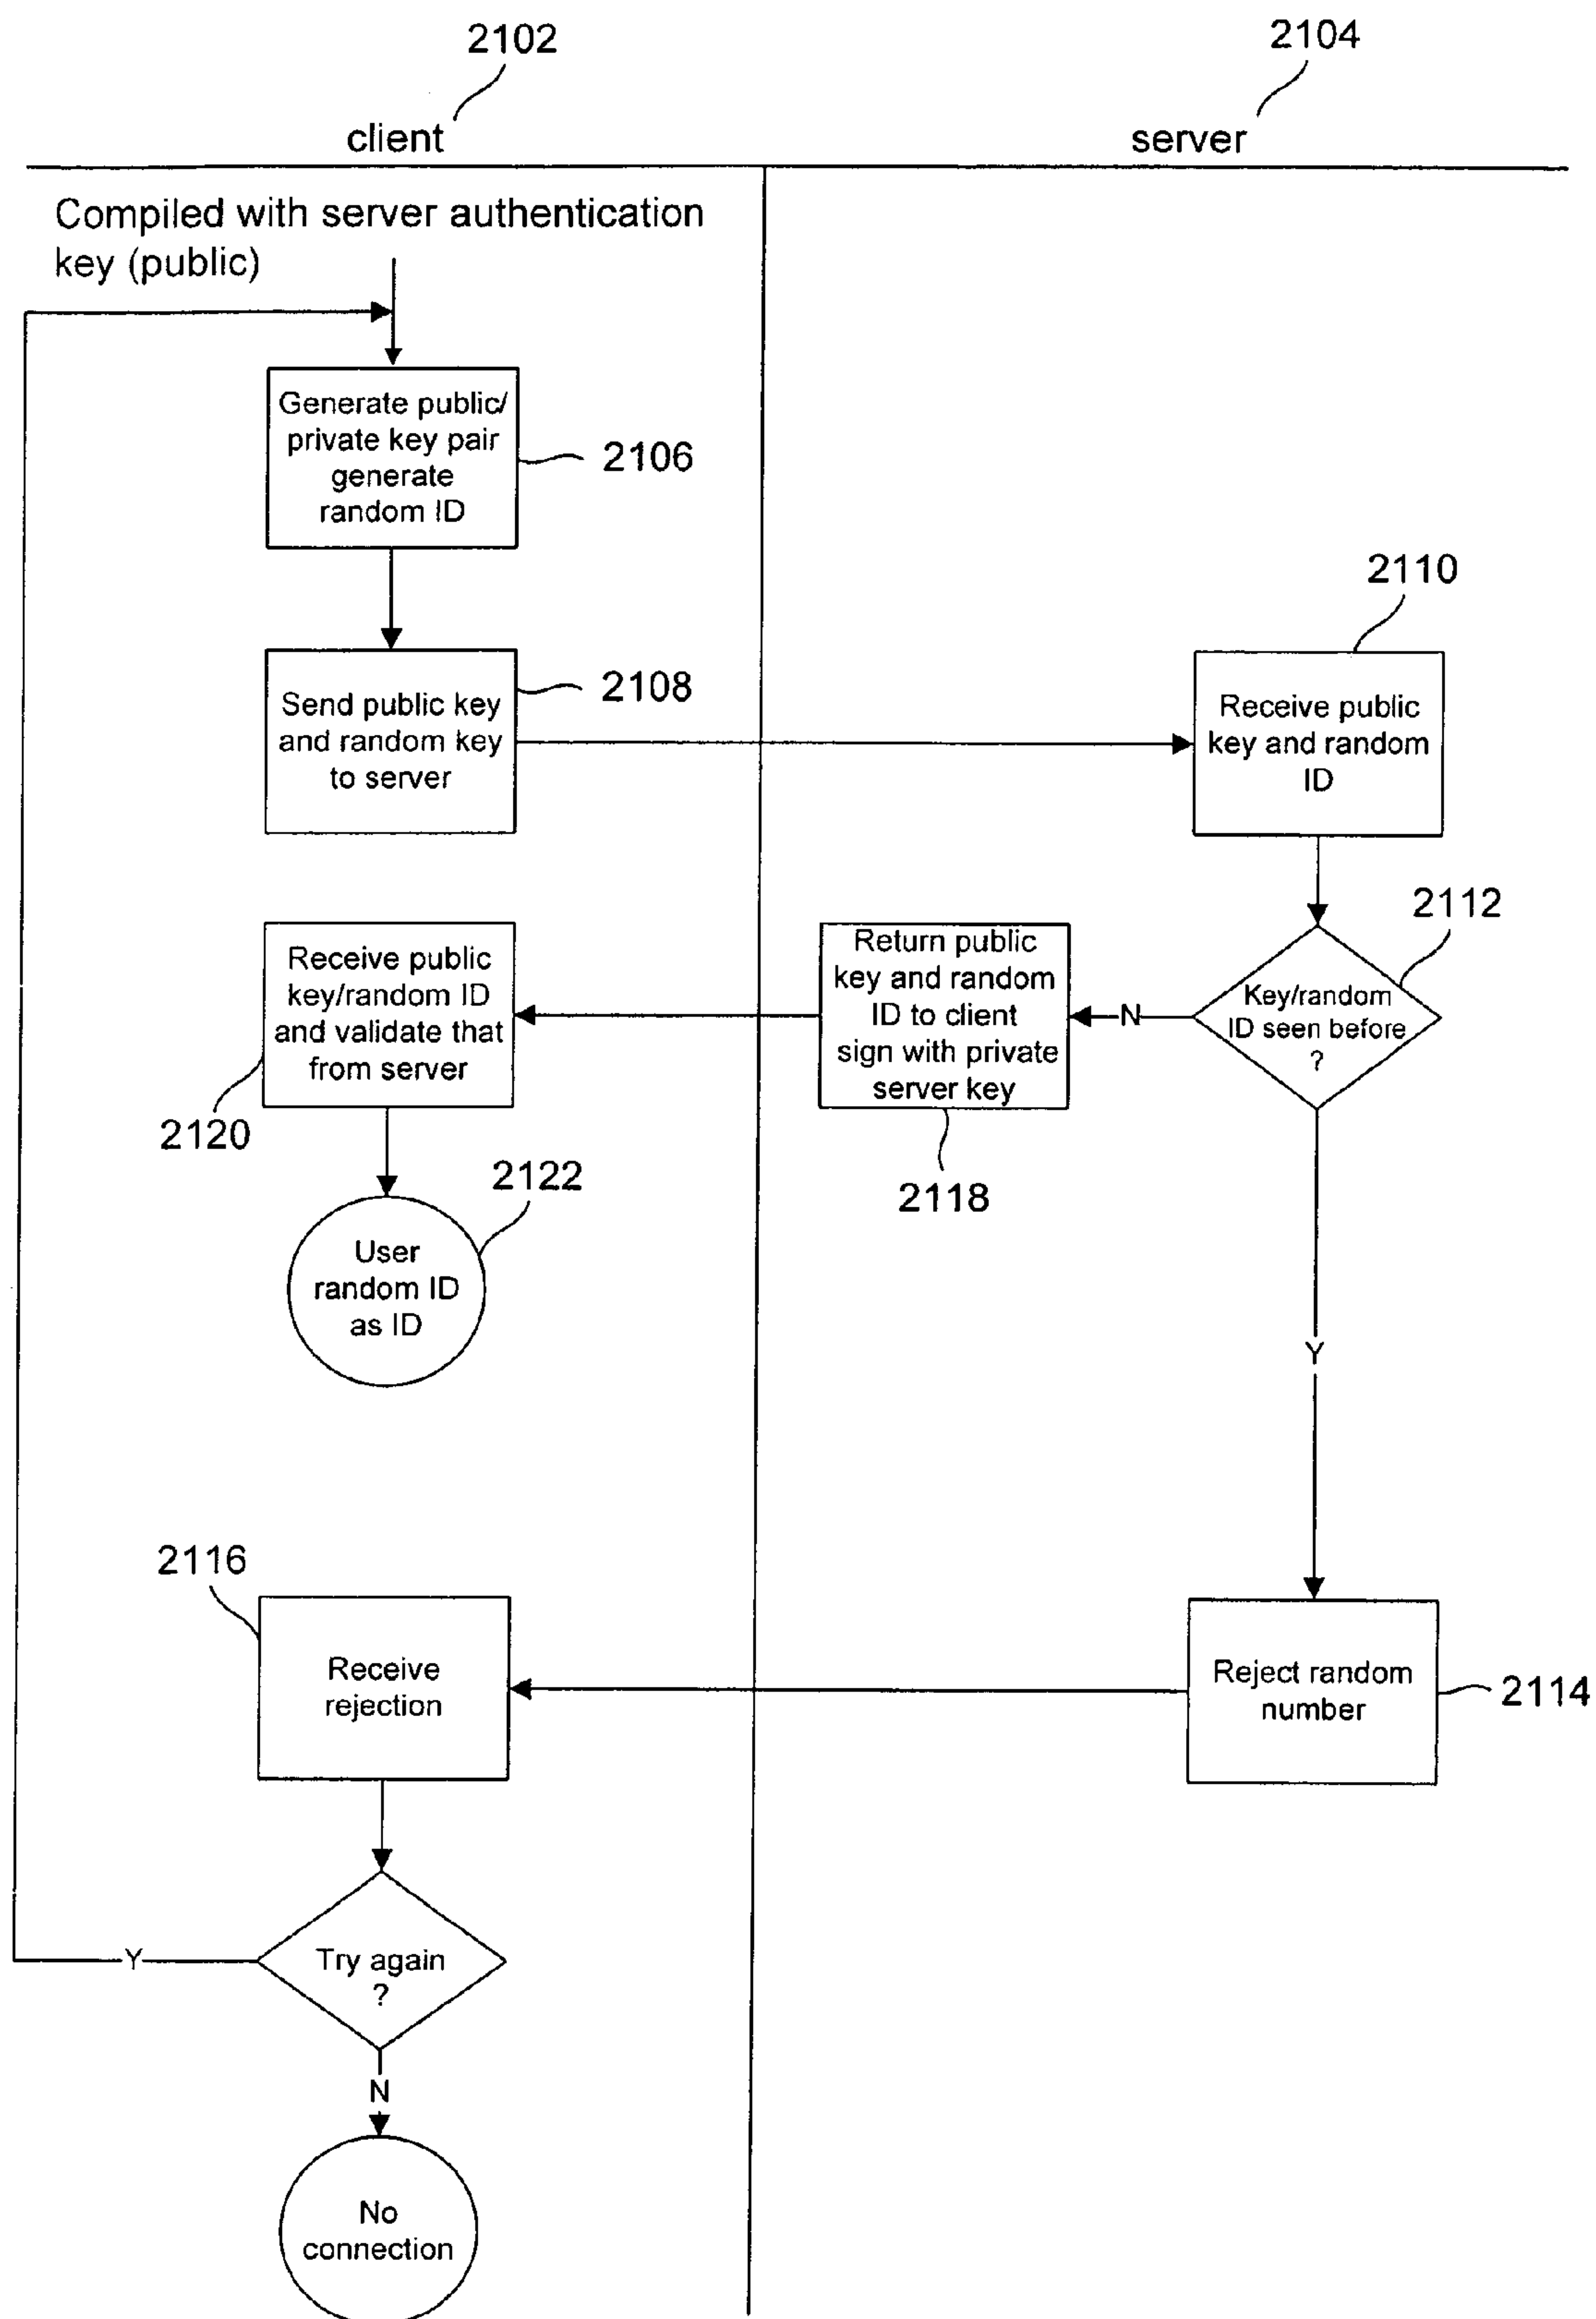 2102
2104
client
server
Compiled with server authentication
key (public)
Generate public/
private key pair
generate
random ID
2106
2110
Send public key
and random key
to server
2108
Receive public
key and random
ID
2112
Receive public
key/random ID
and validate that
from server
2120
Return public
key and random
ID to client
sign with private
server key
2118
N
Key/random
ID seen before
?
2122
User
random ID
as ID
Y
2116
Receive
rejection
Reject random
number
2114
Try again
?
Y
N
No
connection